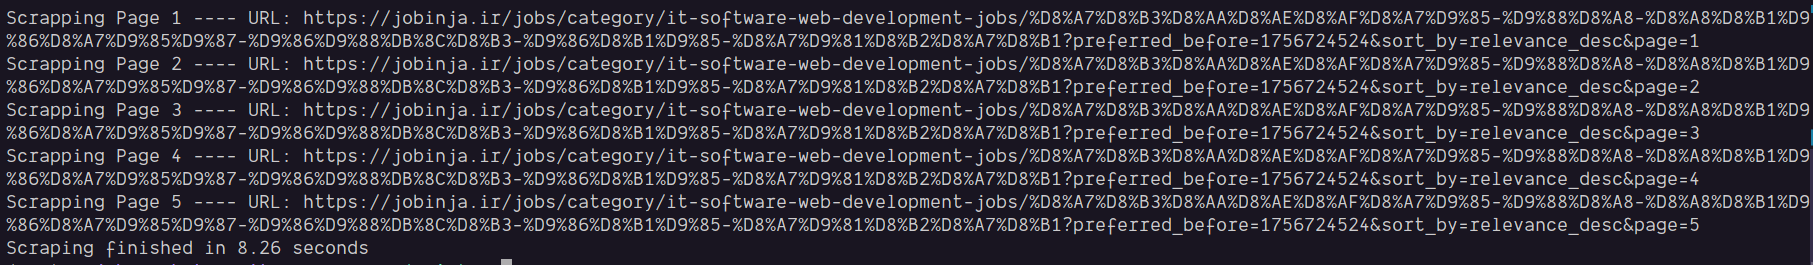 Scrapping Page 1 ---- URL: https://jobinja.ir/jobs/category/it-software-web-development-jobs/%D8%A7%D8%B3%D8%AA%D8%AE%D8%AF%D8%A7%D9%85-%D9%88%D8%A8-%D8%A8%D8%B1%D9
%86%D8%A7%D9%85%D9%87-%D9%86%D9%88%DB%8C%D8%B3-%D9%86%D8%B1%D9%85-%D8%A7%D9%81%D8%B2%D8%A7%D8%B1?preferred_before=1756724524&sort_by=relevance_desc&page=1
Scrapping Page 2 ---- URL: https://jobinja.ir/jobs/category/it-software-web-development-jobs/%D8%A7%D8%B3%D8%AA%D8%AE%D8%AF%D8%A7%D9%85-%D9%88%D8%A8-%D8%A8%D8%B1%D9
%86%D8%A7%D9%85%D9%87-%D9%86%D9%88%DB%8C%D8%B3-%D9%86%D8%B1%D9%85-%D8%A7%D9%81%D8%B2%D8%A7%D8%B1?preferred_before=1756724524&sort_by=relevance_desc&page=2
Scrapping Page 3 ---- URL: https://jobinja.ir/jobs/category/it-software-web-development-jobs/%D8%A7%D8%B3%D8%AA%D8%AE%D8%AF%D8%A7%D9%85-%D9%88%D8%A8-%D8%A8%D8%B1%D9
%86%D8%A7%D9%85%D9%87-%D9%86%D9%88%DB%8C%D8%B3-%D9%86%D8%B1%D9%85-%D8%A7%D9%81%D8%B2%D8%A7%D8%B1?preferred_before=1756724524&sort_by=relevance_desc&page=3
Scrapping Page 4 ---- URL: https://jobinja.ir/jobs/category/it-software-web-development-jobs/%D8%A7%D8%B3%D8%AA%D8%AE%D8%AF%D8%A7%D9%85-%D9%88%D8%A8-%D8%A8%D8%B1%D9
%86%D8%A7%D9%85%D9%87-%D9%86%D9%88%DB%8C%D8%B3-%D9%86%D8%B1%D9%85-%D8%A7%D9%81%D8%B2%D8%A7%D8%B1?preferred_before=1756724524&sort_by=relevance_desc&page=4
Scrapping Page 5 ---- URL: https://jobinja.ir/jobs/category/it-software-web-development-jobs/%D8%A7%D8%B3%D8%AA%D8%AE%D8%AF%D8%A7%D9%85-%D9%88%D8%A8-%D8%A8%D8%B1%D9
%86%D8%A7%D9%85%D9%87-%D9%86%D9%88%DB%8C%D8%B3-%D9%86%D8%B1%D9%85-%D8%A7%D9%81%D8%B2%D8%A7%D8%B1?preferred_before=1756724524&sort_by=relevance_desc&page=5
Scraping finished in 8.26 seconds